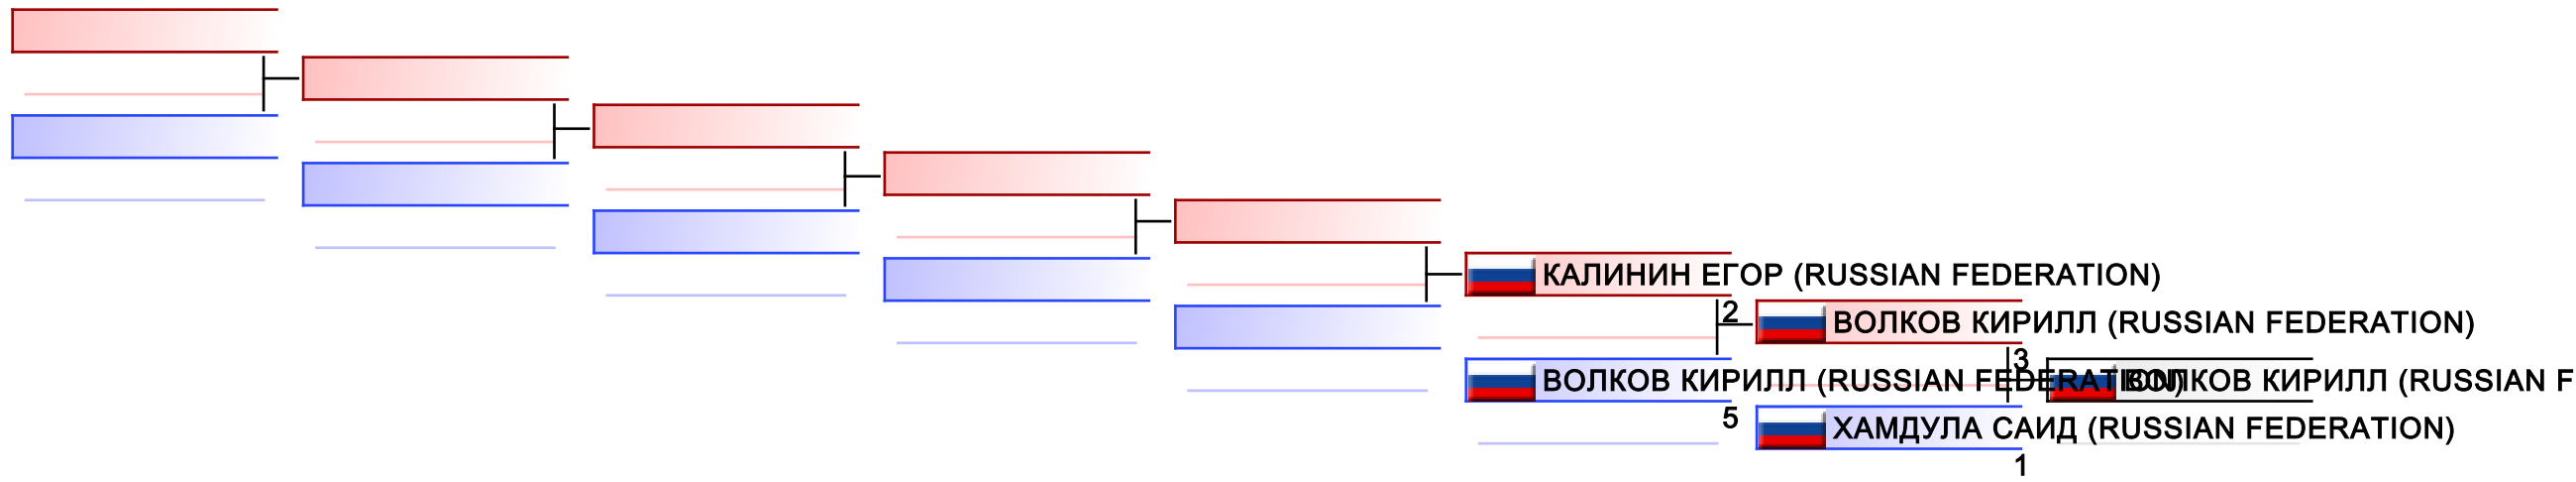 КАЛИНИН ЕГОР (RUSSIAN FEDERATION)
2
ВОЛКОВ КИРИЛЛ (RUSSIAN FEDERATION)
3
ВОЛКОВ КИРИЛЛ (RUSSIAN FEDERATION)
ВОЛКОВ КИРИЛЛ (RUSSIAN F
5
ХАМДУЛА САИД (RUSSIAN FEDERATION)
1